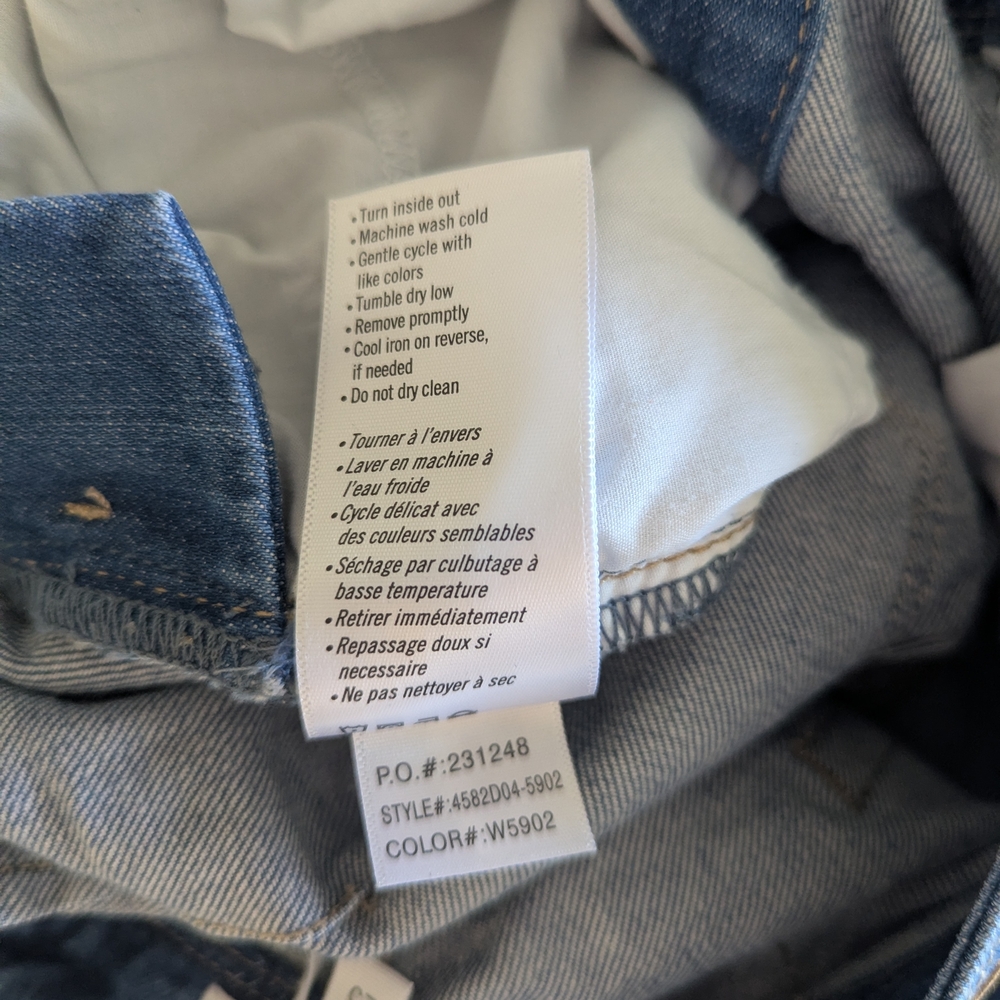 • Turn inside out
• Machine wash cold
• Gentle cycle with
like colors
• Tumble dry low
• Remove promptly
• Cool iron on reverse,
if needed
• Do not dry clean
• Tourner à l'envers
• Laver en machine à
l'eau froide
• Cycle délicat avec
des couleurs semblables
• Séchage par culbutage à
basse temperature
• Retirer immédiatement
• Repassage doux si
necessaire
• Ne pas nettoyer à sec
P.O.#:231248
STYLE#:4582D04-5902
COLOR#:W5902